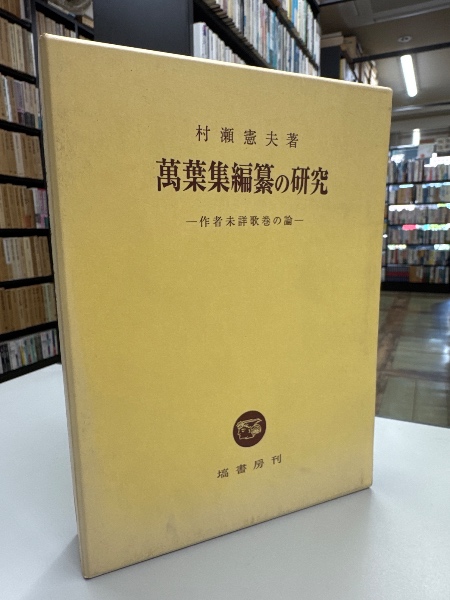 村瀬憲夫著
萬葉集編纂の研究
―作者未詳歌巻の論―
塙書房刊